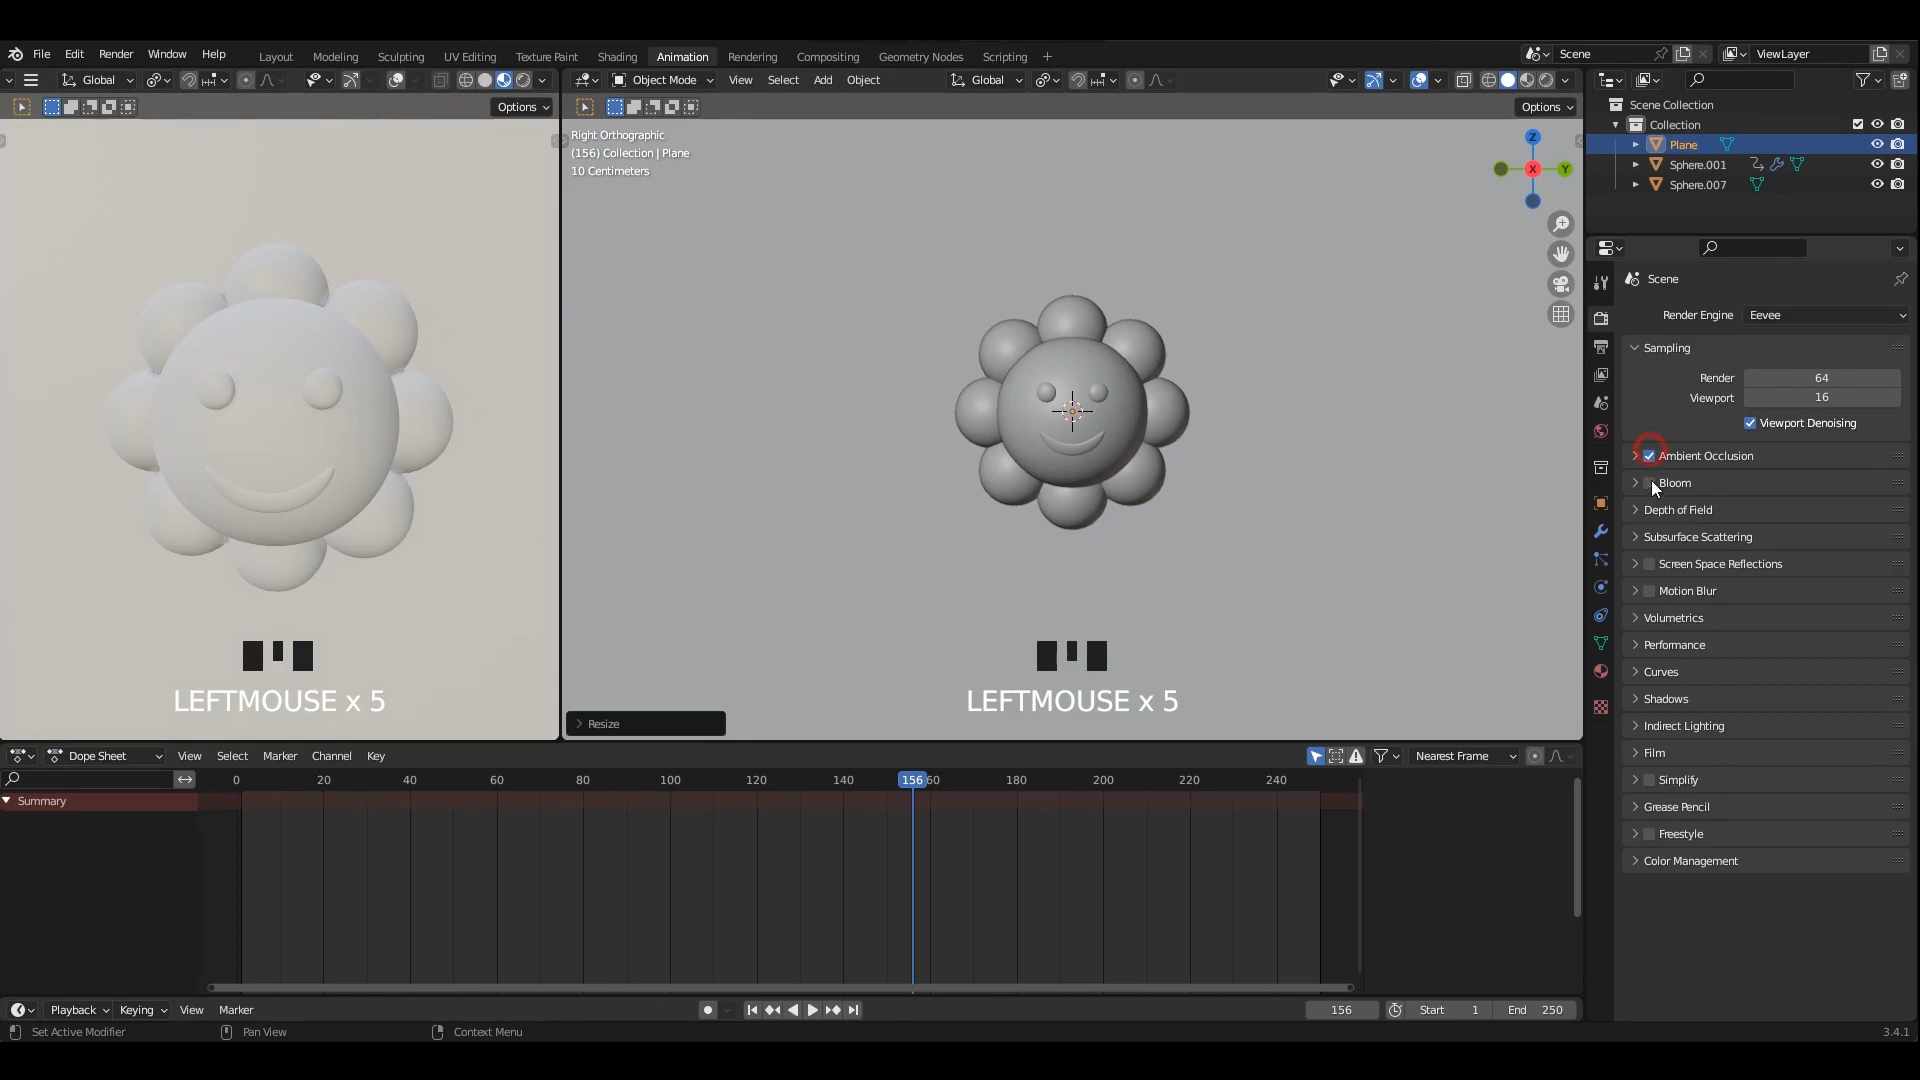 File Edit Render Window Help
Layout Modeling Sculpting UV Editing Texture Paint Shading Animation Rendering Compositing Geometry Nodes Scripting +
Scene
ViewLayer
Global
Object Mode View Select Add Object
Global
Options
Options
Right Orthographic
(156) Collection | Plane
10 Centimeters
Z
X
Y
LEFTMOUSE x 5
LEFTMOUSE x 5
Resize
Scene Collection
Collection
Plane
Sphere.001
Sphere.007
Scene
Render Engine Eevee
Sampling
Render 64
Viewport 16
Viewport Denoising
Ambient Occlusion
Bloom
Depth of Field
Subsurface Scattering
Screen Space Reflections
Motion Blur
Volumetrics
Performance
Curves
Shadows
Indirect Lighting
Film
Simplify
Grease Pencil
Freestyle
Color Management
Dope Sheet View Select Marker Channel Key
Nearest Frame
0 20 40 60 80 100 120 140 156 60 180 200 220 240
Summary
Playback Keying View Marker
156 Start 1 End 250
Set Active Modifier Pan View Context Menu
3.4.1